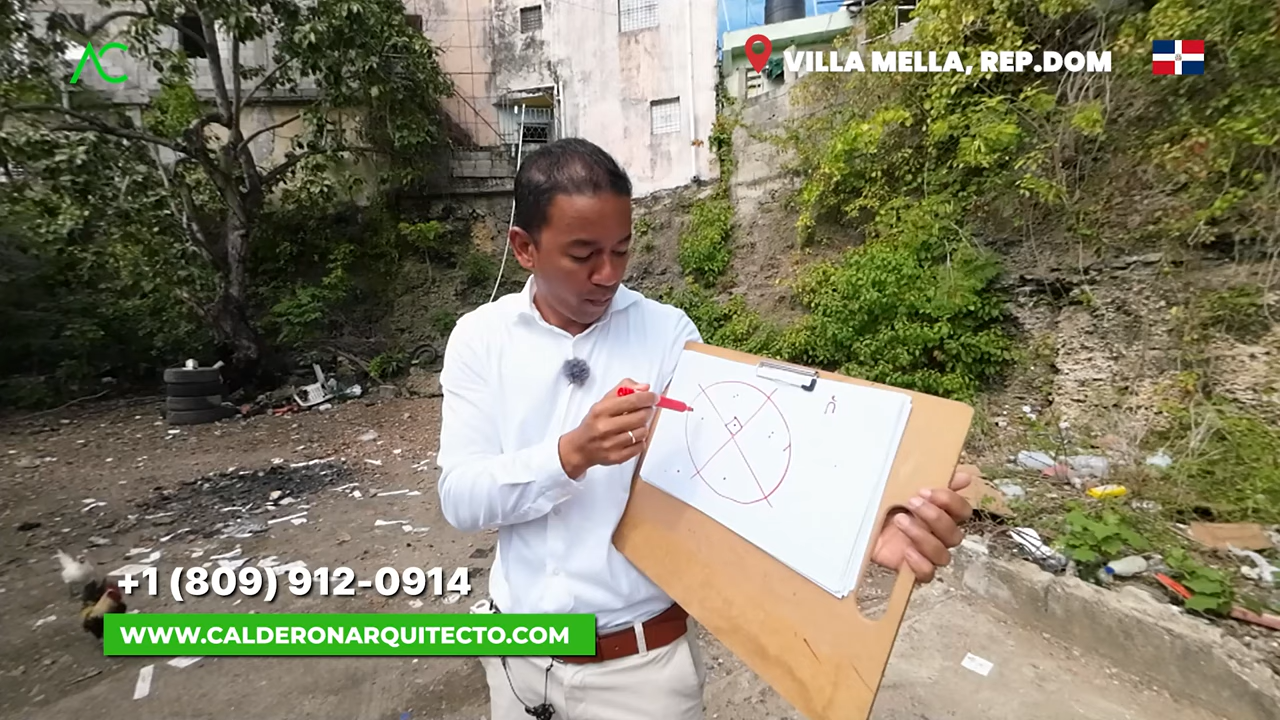 AC
VILLA MELLA, REP.DOM
+1 (809) 912-0914
WWW.CALDERONARQUITECTO.COM